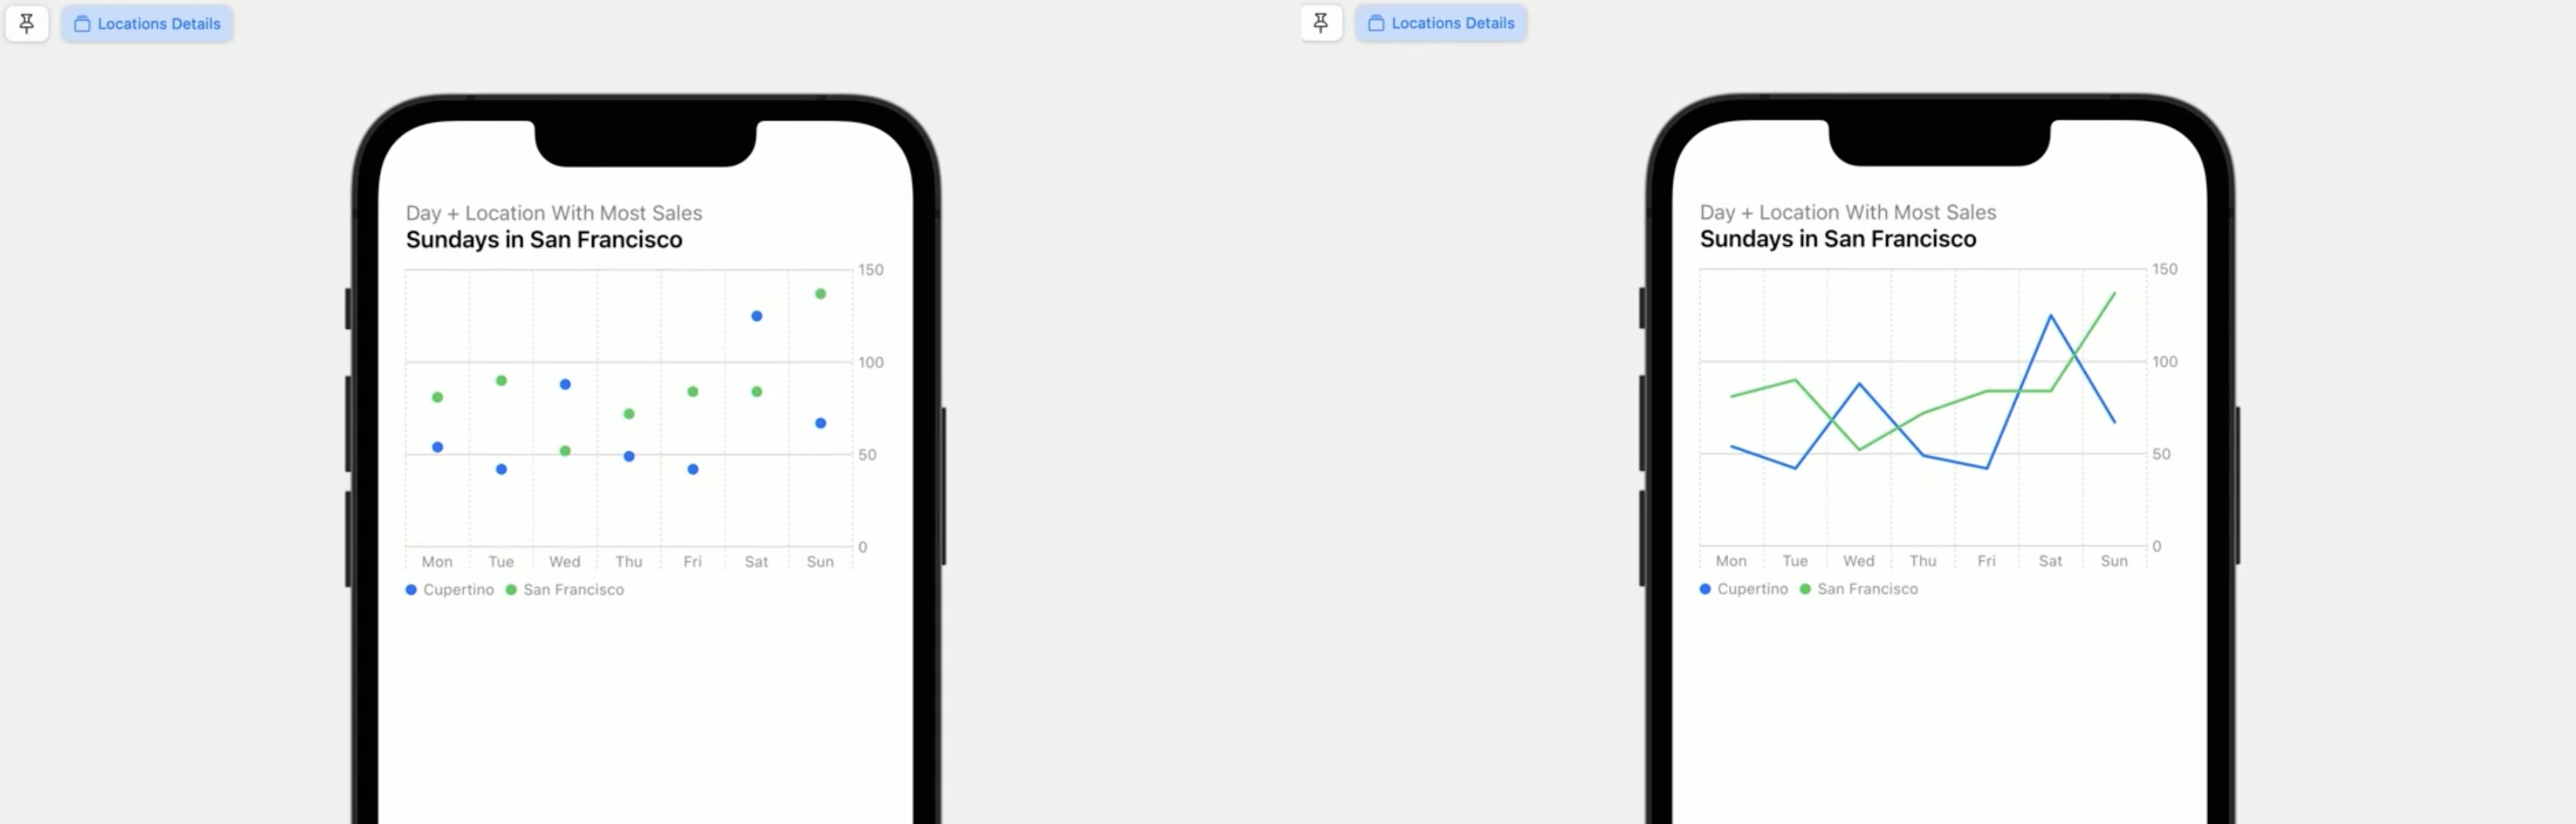 Locations Details
Day + Location With Most Sales
Sundays in San Francisco
150
100
50
0
Mon Tue Wed Thu Fri Sat Sun
Cupertino San Francisco
Locations Details
Day + Location With Most Sales
Sundays in San Francisco
150
100
50
0
Mon Tue Wed Thu Fri Sat Sun
Cupertino San Francisco